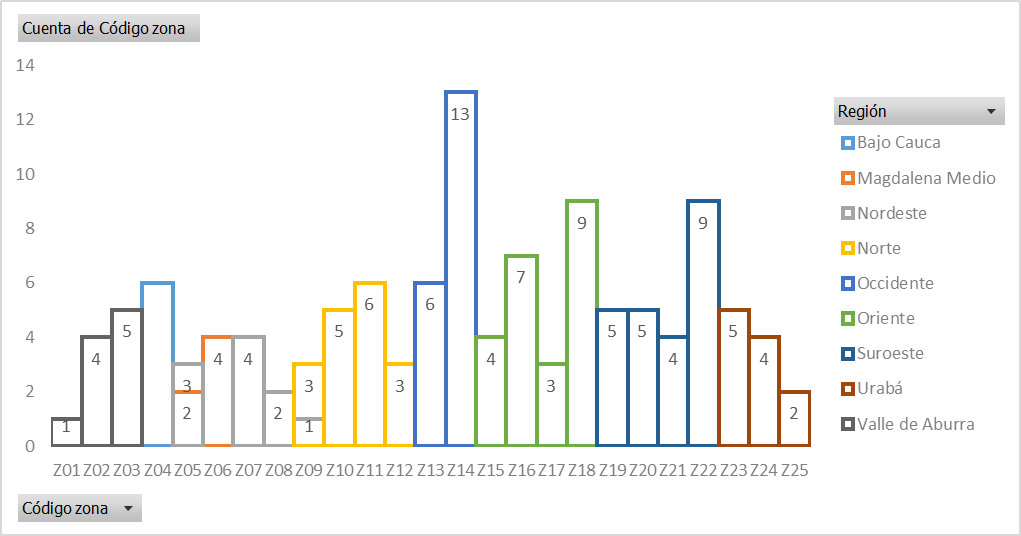 Cuenta de Código zona
14
12
10
8
6
4
2
0
13
9
9
7
6
6
5
5
5
5
5
4
4
4
4
4
4
3
3
3
3
2
2
2
1
1
Z01 Z02 Z03 Z04 Z05 Z06 Z07 Z08 Z09 Z10 Z11 Z12 Z13 Z14 Z15 Z16 Z17 Z18 Z19 Z20 Z21 Z22 Z23 Z24 Z25
Código zona
Región
Bajo Cauca
Magdalena Medio
Nordeste
Norte
Occidente
Oriente
Suroeste
Urabá
Valle de Aburra